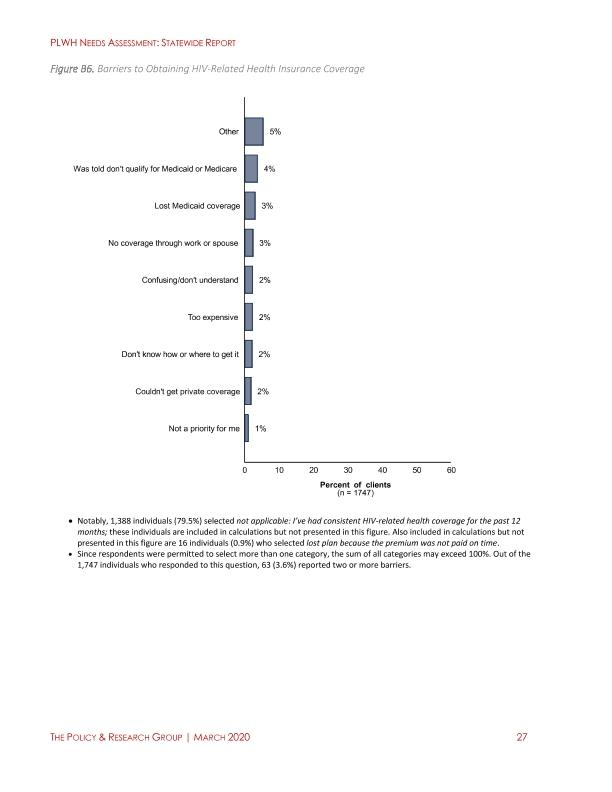 PLWH NEEDS ASSESSMENT: STATEWIDE REPORT
Figure B6. Barriers to Obtaining HIV-Related Health Insurance Coverage
Other 5%
Was told don't qualify for Medicaid or Medicare 4%
Lost Medicaid coverage 3%
No coverage through work or spouse 3%
Confusing/don't understand 2%
Too expensive 2%
Don't know how or where to get it 2%
Couldn't get private coverage 2%
Not a priority for me 1%
0 10 20 30 40 50 60
Percent of clients
(n = 1747)
• Notably, 1,388 individuals (79.5%) selected not applicable: I've had consistent HIV-related health coverage for the past 12
months; these individuals are included in calculations but not presented in this figure. Also included in calculations but not
presented in this figure are 16 individuals (0.9%) who selected lost plan because the premium was not paid on time.
• Since respondents were permitted to select more than one category, the sum of all categories may exceed 100%. Out of the
1,747 individuals who responded to this question, 63 (3.6%) reported two or more barriers.
THE POLICY & RESEARCH GROUP | MARCH 2020 27